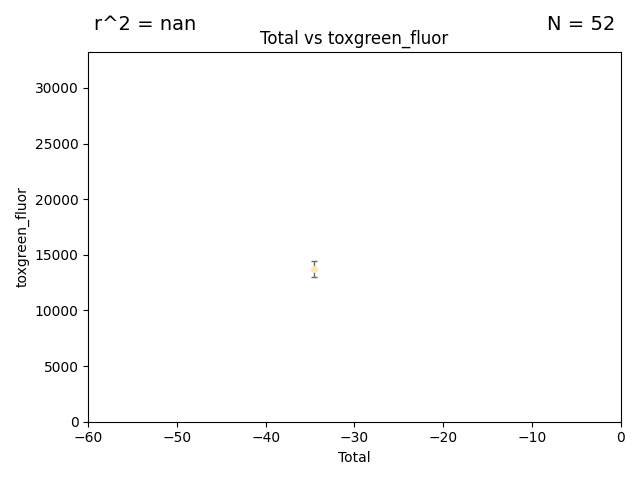 r^2 = nan
N = 52
Total vs toxgreen_fluor
30000
25000
20000
15000
10000
5000
0
toxgreen_fluor
−60 −50 −40 −30 −20 −10 0
Total